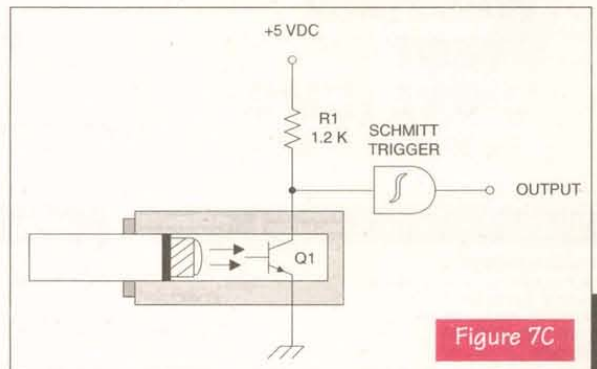 +5 VDC
R1
1.2 K
SCHMITT
TRIGGER
OUTPUT
Q1
Figure 7C